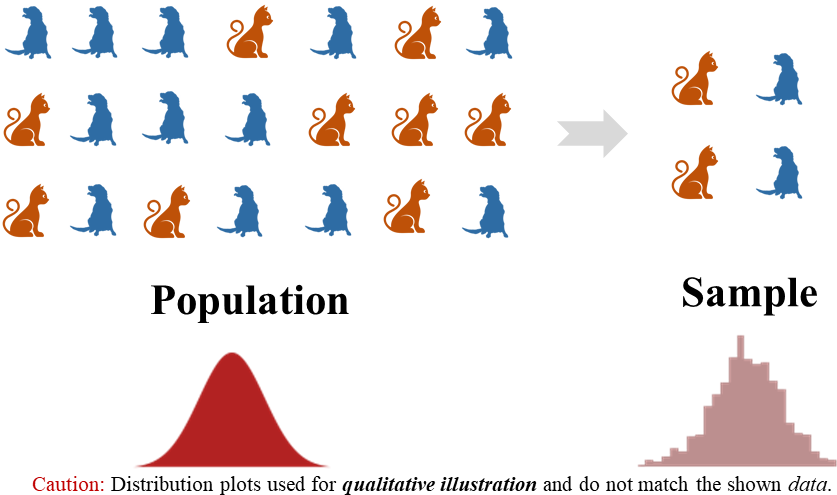 Population
Sample
Caution: Distribution plots used for qualitative illustration and do not match the shown data.